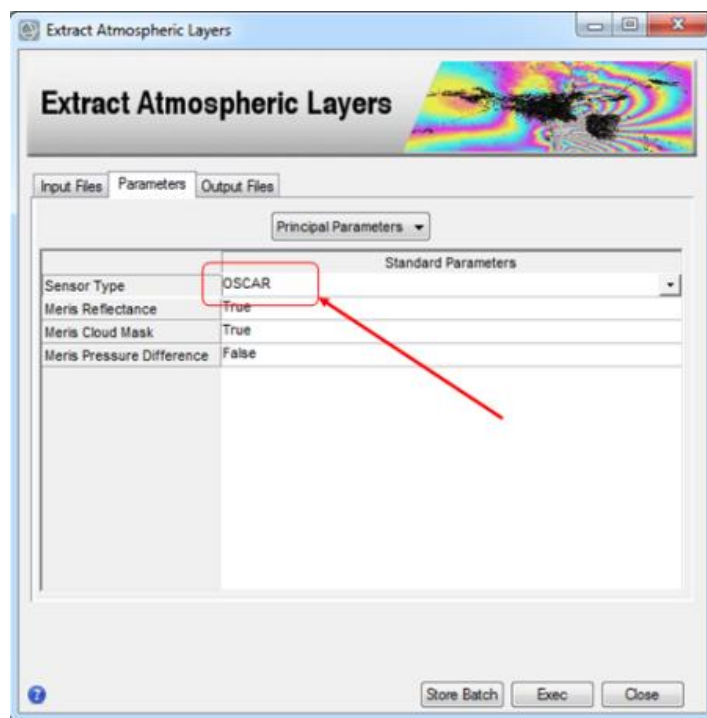 Extract Atmospheric Layers
Extract Atmospheric Layers
Input Files Parameters Output Files
Principal Parameters
Standard Parameters
Sensor Type OSCAR
Meris Reflectance True
Meris Cloud Mask True
Meris Pressure Difference False
? Store Batch Exec Close